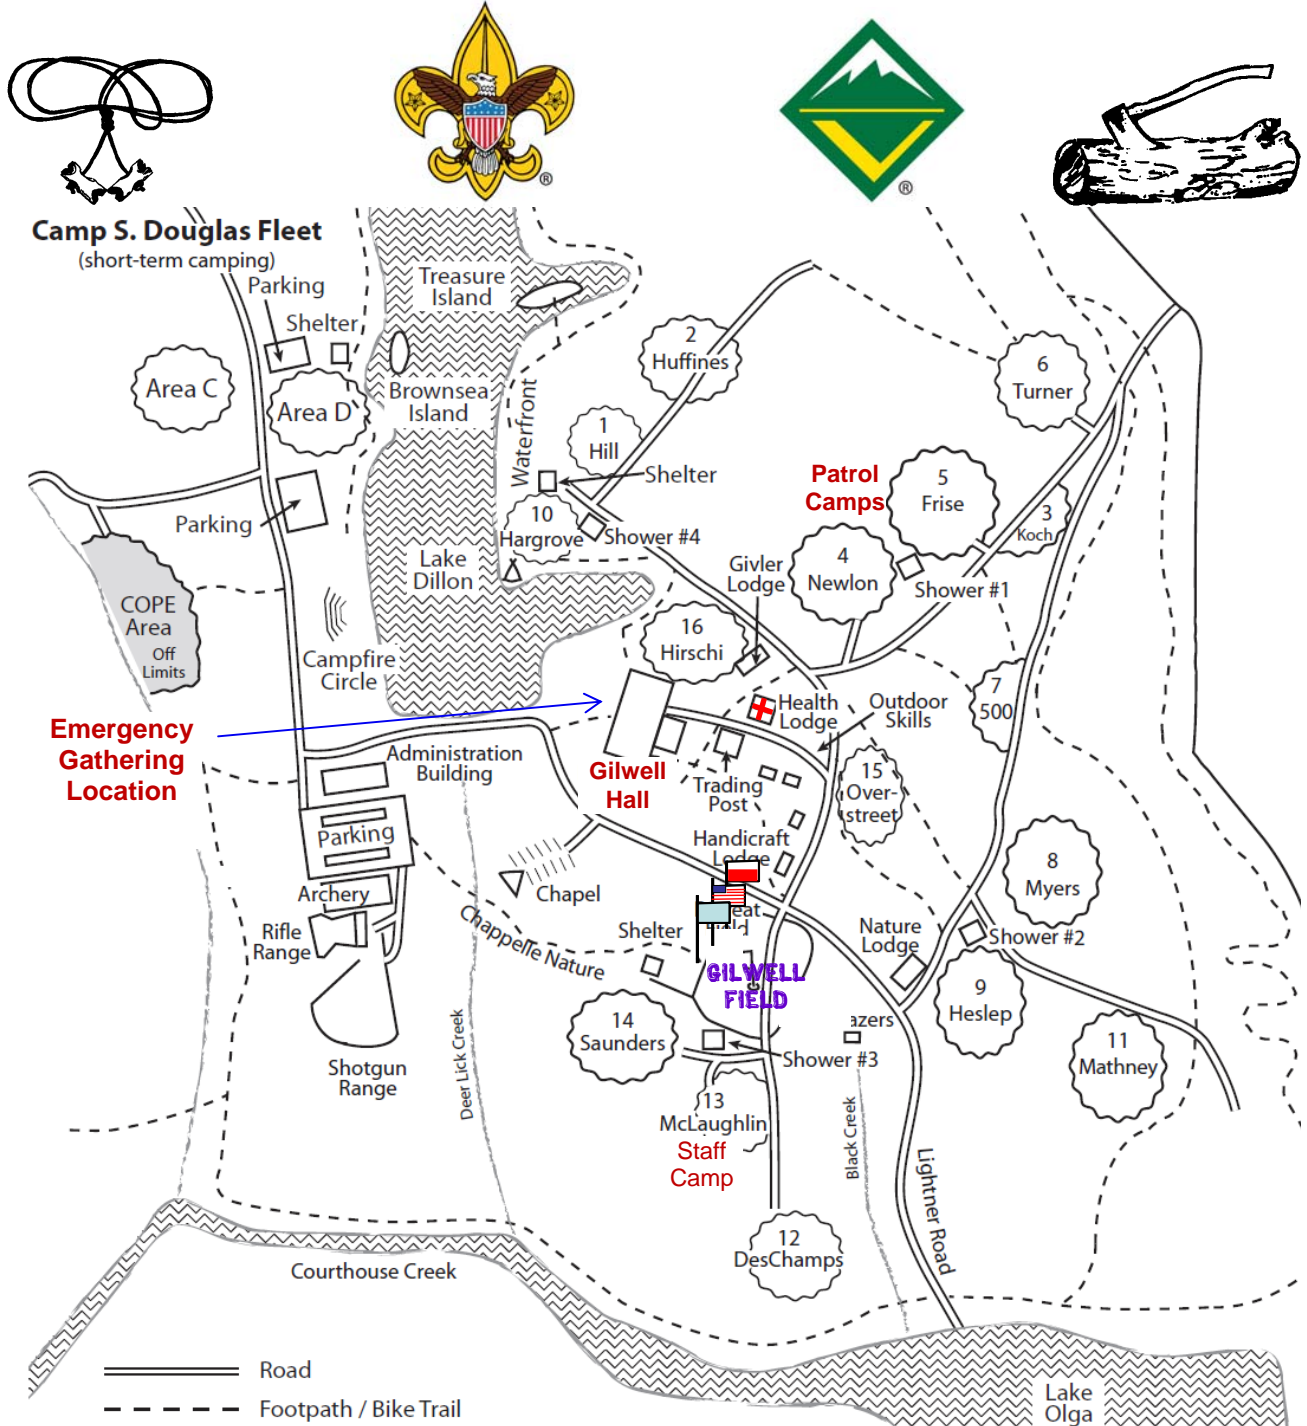 ®
®
Camp S. Douglas Fleet
(short-term camping)
Parking
Shelter
Treasure
Island
2
Huffines
6
Turner
Area C
Area D
Brownsea
Island
Waterfront
1
Hill
Shelter
Patrol
Camps
5
Frise
Parking
10
Hargrove
Shower #4
3
Koch
Lake
Dillon
Givler
Lodge
4
Newlon
Shower #1
COPE
Area
Off
Limits
16
Hirschi
Campfire
Circle
7
500
Health
Lodge
Outdoor
Skills
Emergency
Gathering
Location
Administration
Building
Gilwell
Hall
Trading
Post
15
Over-
street
Parking
Handicraft
Lodge
8
Myers
Archery
Chapel
Rifle
Range
Chappelle Nature
Shelter
eat
Field
Nature
Lodge
Shower #2
GILWELL
FIELD
9
Heslep
14
Saunders
azers
Shower #3
11
Mathney
Shotgun
Range
Deer Lick Creek
13
McLaughlin
Staff
Camp
Black Creek
Lightner Road
12
DesChamps
Courthouse Creek
Road
Footpath / Bike Trail
Lake
Olga